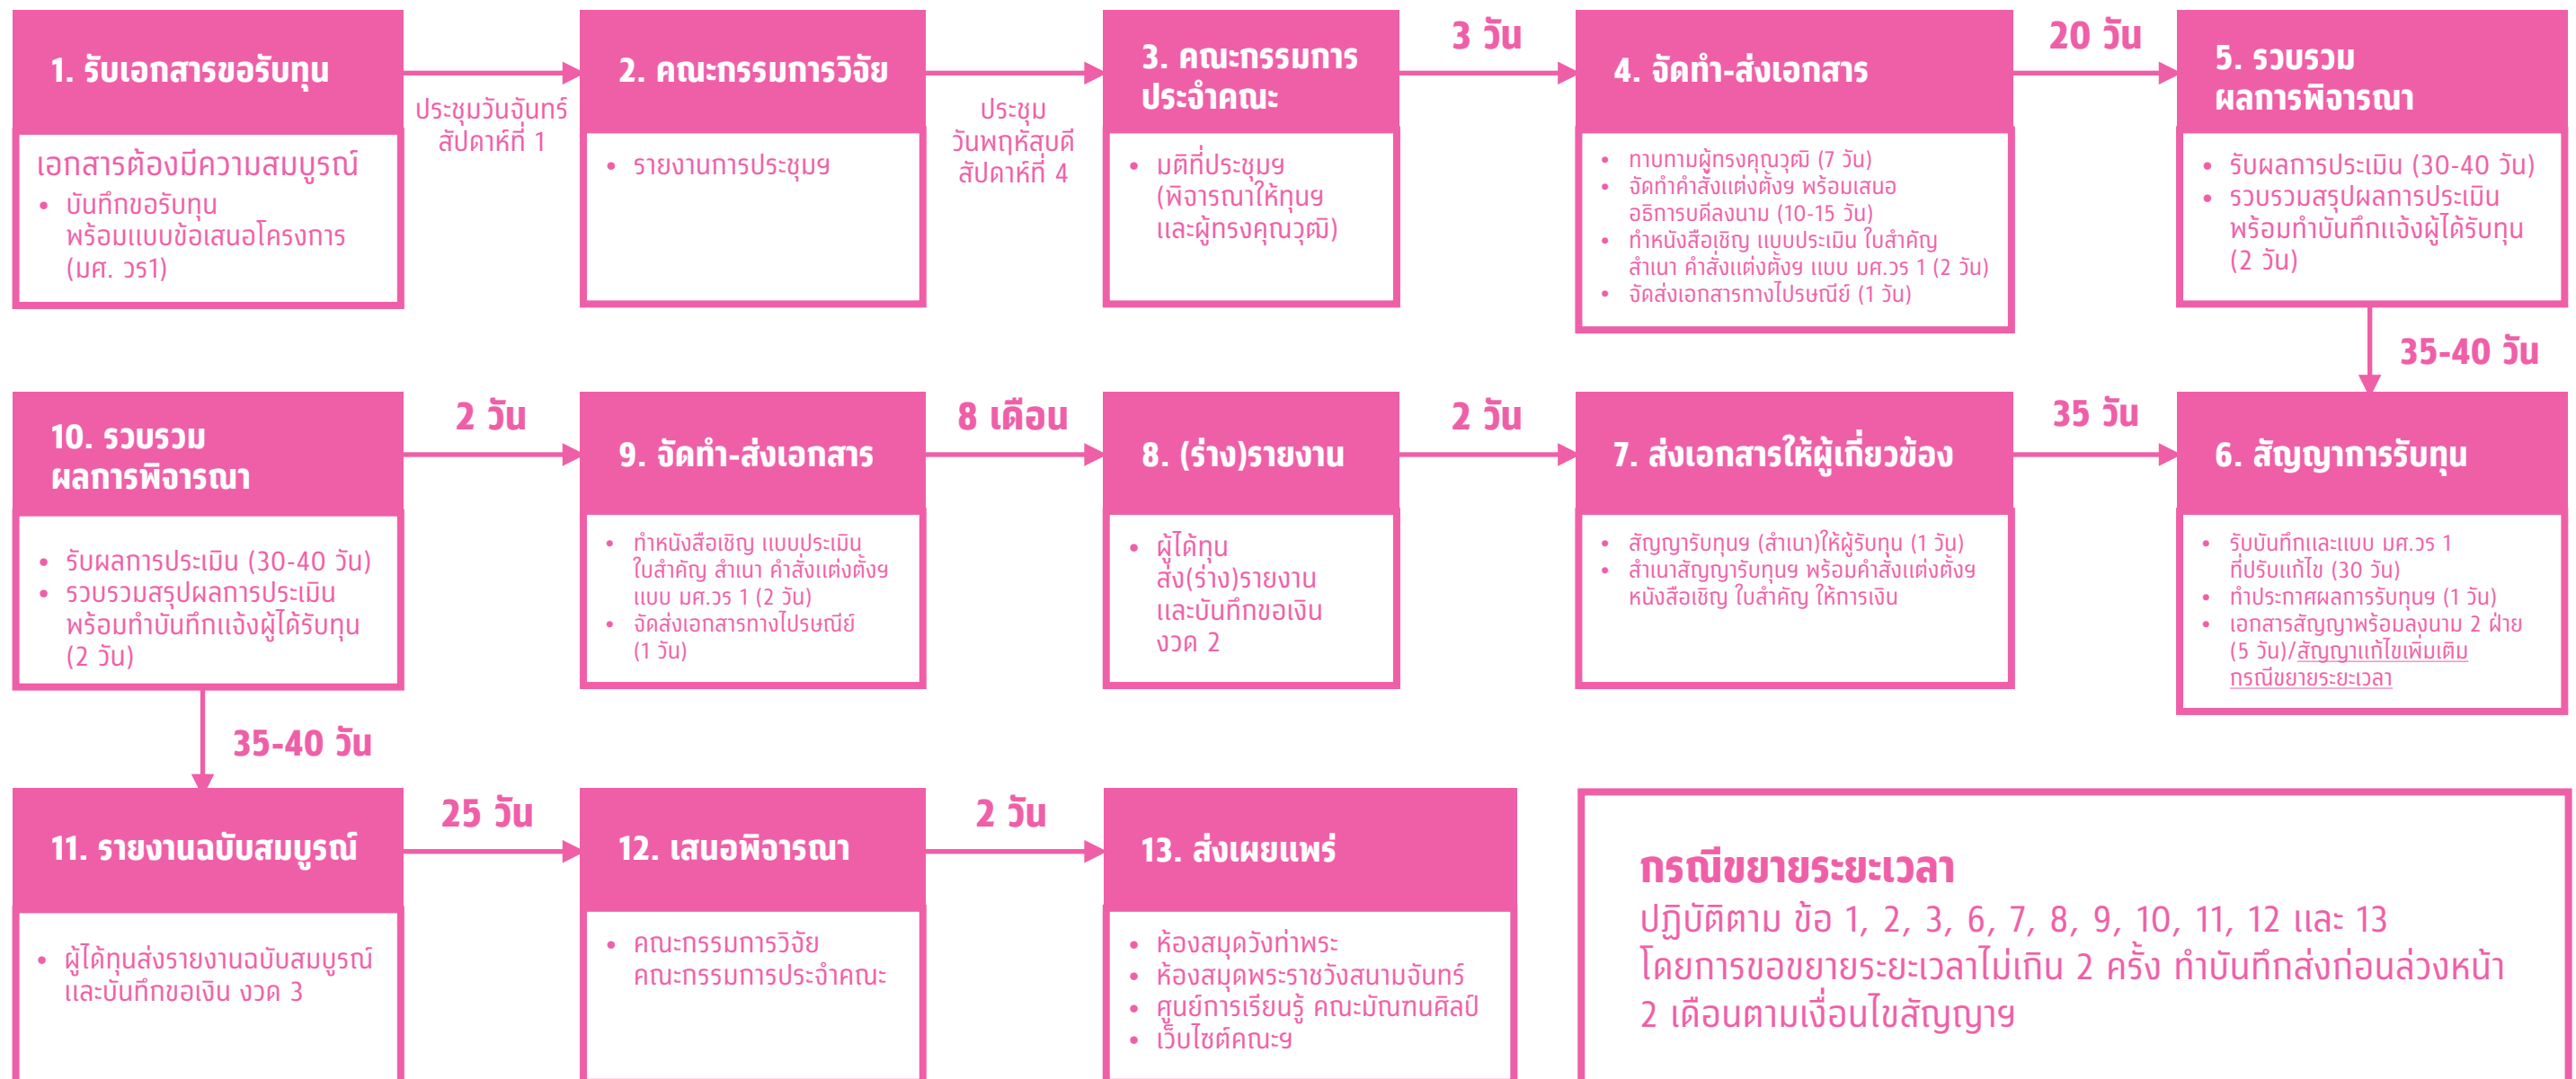 1. รับเอกสารขอรับทุน
เอกสารต้องมีความสมบูรณ์
• บันทึกขอรับทุน
พร้อมแบบข้อเสนอโครงการ
(มศ. วร1)
ประชุมวันจันทร์
สัปดาห์ที่ 1
2. คณะกรรมการวิจัย
• รายงานการประชุมฯ
ประชุม
วันพฤหัสบดี
สัปดาห์ที่ 4
3. คณะกรรมการ
ประจำคณะ
• มติที่ประชุมฯ
(พิจารณาให้ทุนฯ
และผู้ทรงคุณวุฒิ)
3 วัน
4. จัดทำ-ส่งเอกสาร
• ทาบทามผู้ทรงคุณวุฒิ (7 วัน)
• จัดทำคำสั่งแต่งตั้งฯ พร้อมเสนอ
อธิการบดีลงนาม (10-15 วัน)
• ทำหนังสือเชิญ แบบประเมิน ใบสำคัญ
สำเนา คำสั่งแต่งตั้งฯ แบบ มศ.วร 1 (2 วัน)
• จัดส่งเอกสารทางไปรษณีย์ (1 วัน)
20 วัน
5. รวบรวม
ผลการพิจารณา
• รับผลการประเมิน (30-40 วัน)
• รวบรวมสรุปผลการประเมิน
พร้อมทำบันทึกแจ้งผู้ได้รับทุน
(2 วัน)
35-40 วัน
6. สัญญาการรับทุน
• รับบันทึกและแบบ มศ.วร 1
ที่ปรับแก้ไข (30 วัน)
• ทำประกาศผลการรับทุนฯ (1 วัน)
• เอกสารสัญญาพร้อมลงนาม 2 ฝ่าย
(5 วัน)/สัญญาแก้ไขเพิ่มเติม
กรณีขยายระยะเวลา
35 วัน
7. ส่งเอกสารให้ผู้เกี่ยวข้อง
• สัญญารับทุนฯ (สำเนา)ให้ผู้รับทุน (1 วัน)
• สำเนาสัญญารับทุนฯ พร้อมคำสั่งแต่งตั้งฯ
หนังสือเชิญ ใบสำคัญ ให้การเงิน
2 วัน
8. (ร่าง)รายงาน
• ผู้ได้ทุน
ส่ง(ร่าง)รายงาน
และบันทึกขอเงิน
งวด 2
8 เดือน
9. จัดทำ-ส่งเอกสาร
• ทำหนังสือเชิญ แบบประเมิน
ใบสำคัญ สำเนา คำสั่งแต่งตั้งฯ
แบบ มศ.วร 1 (2 วัน)
• จัดส่งเอกสารทางไปรษณีย์
(1 วัน)
2 วัน
10. รวบรวม
ผลการพิจารณา
• รับผลการประเมิน (30-40 วัน)
• รวบรวมสรุปผลการประเมิน
พร้อมทำบันทึกแจ้งผู้ได้รับทุน
(2 วัน)
35-40 วัน
11. รายงานฉบับสมบูรณ์
• ผู้ได้ทุนส่งรายงานฉบับสมบูรณ์
และบันทึกขอเงิน งวด 3
25 วัน
12. เสนอพิจารณา
• คณะกรรมการวิจัย
คณะกรรมการประจำคณะ
2 วัน
13. ส่งเผยแพร่
• ห้องสมุดวังท่าพระ
• ห้องสมุดพระราชวังสนามจันทร์
• ศูนย์การเรียนรู้ คณะมัณฑนศิลป์
• เว็บไซต์คณะฯ
กรณีขยายระยะเวลา
ปฏิบัติตาม ข้อ 1, 2, 3, 6, 7, 8, 9, 10, 11, 12 และ 13
โดยการขอขยายระยะเวลาไม่เกิน 2 ครั้ง ทำบันทึกส่งก่อนล่วงหน้า
2 เดือนตามเงื่อนไขสัญญาฯ